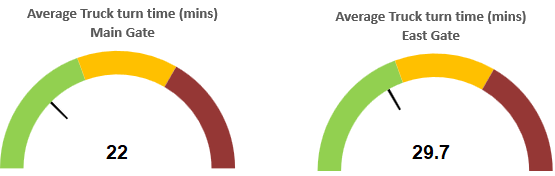 Average Truck turn time (mins)
Main Gate
22
Average Truck turn time (mins)
East Gate
29.7